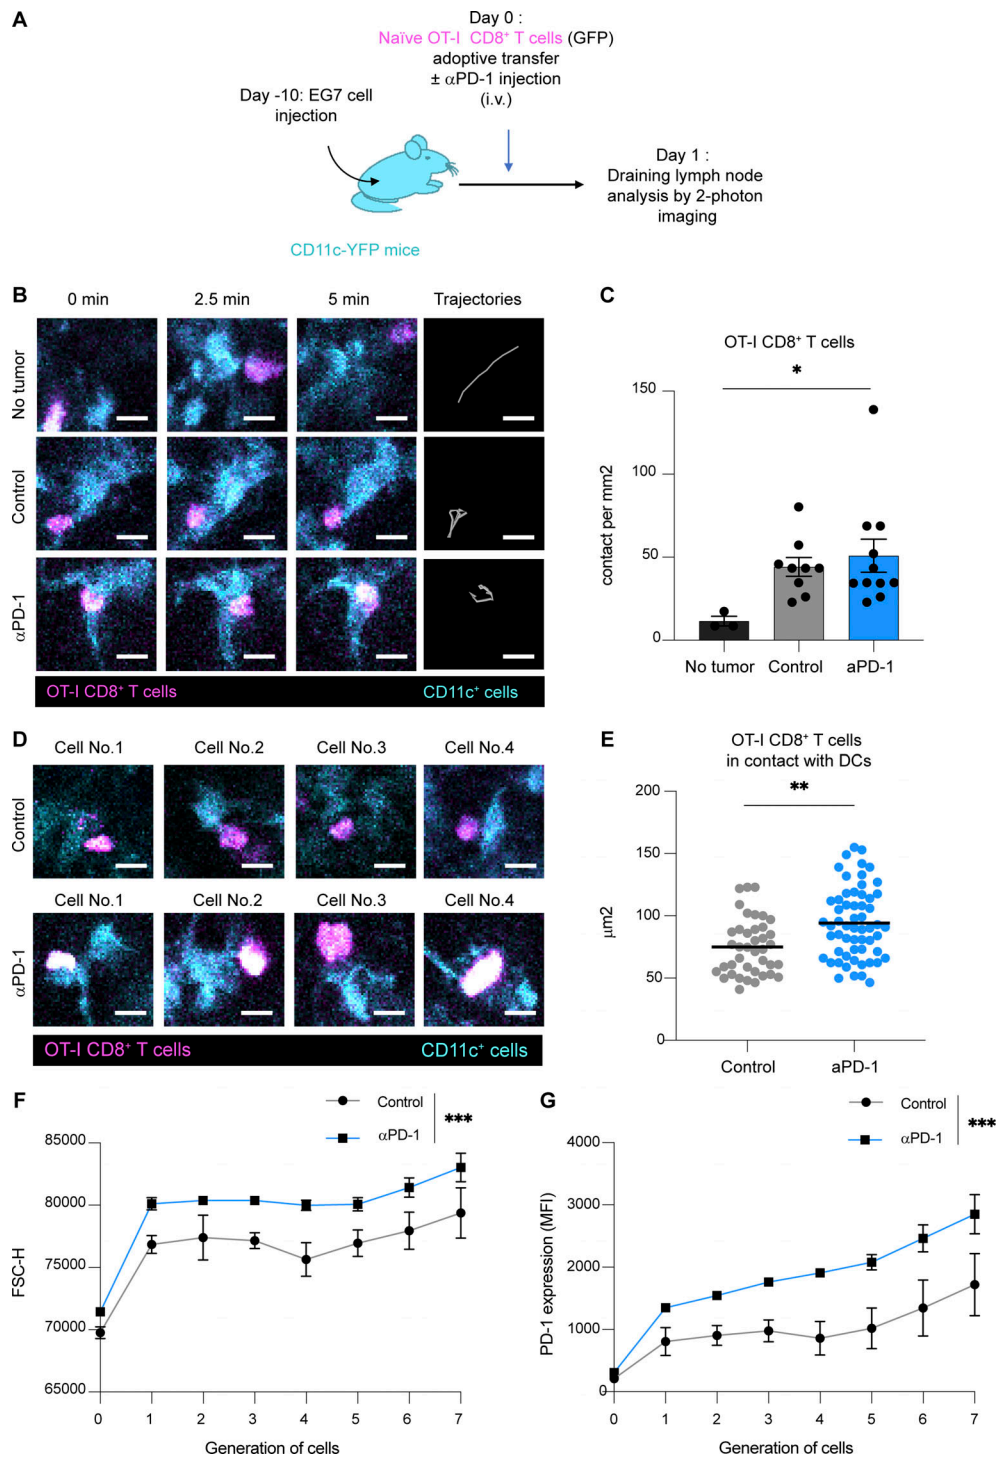 A
Day 0 :
Naïve OT-I CD8⁺ T cells (GFP)
adoptive transfer
± αPD-1 injection
(i.v.)
Day -10: EG7 cell
injection
Day 1 :
Draining lymph node
analysis by 2-photon
imaging
CD11c-YFP mice
B
0 min
2.5 min
5 min
Trajectories
No tumor
Control
αPD-1
OT-I CD8⁺ T cells
CD11c⁺ cells
C
OT-I CD8⁺ T cells
*
contact per mm2
150
100
50
0
No tumor
Control
aPD-1
D
Cell No.1
Cell No.2
Cell No.3
Cell No.4
Control
Cell No.1
Cell No.2
Cell No.3
Cell No.4
αPD-1
OT-I CD8⁺ T cells
CD11c⁺ cells
E
OT-I CD8⁺ T cells
in contact with DCs
**
μm2
200
150
100
50
0
Control
aPD-1
F
Control
αPD-1
***
FSC-H
85000
80000
75000
70000
65000
0 1 2 3 4 5 6 7
Generation of cells
G
Control
αPD-1
***
PD-1 expression (MFI)
4000
3000
2000
1000
0
0 1 2 3 4 5 6 7
Generation of cells